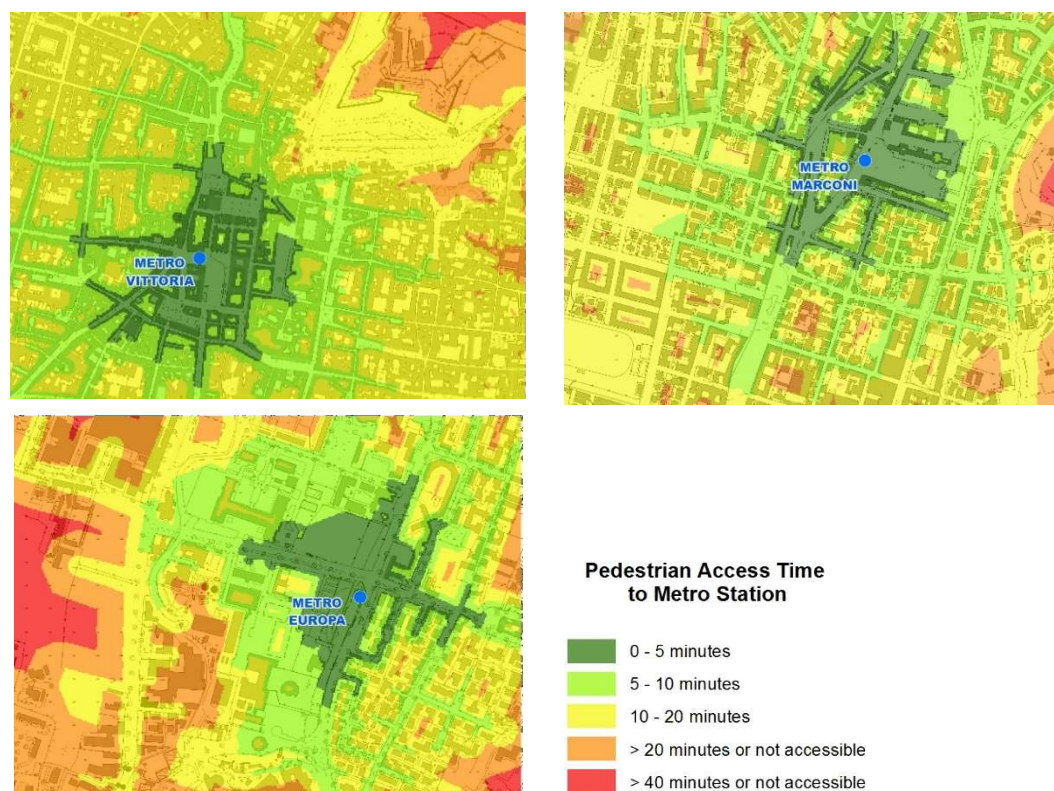 METRO
VITTORIA
METRO
MARCONI
METRO
EUROPA
Pedestrian Access Time
to Metro Station
0 - 5 minutes
5 - 10 minutes
10 - 20 minutes
> 20 minutes or not accessible
> 40 minutes or not accessible